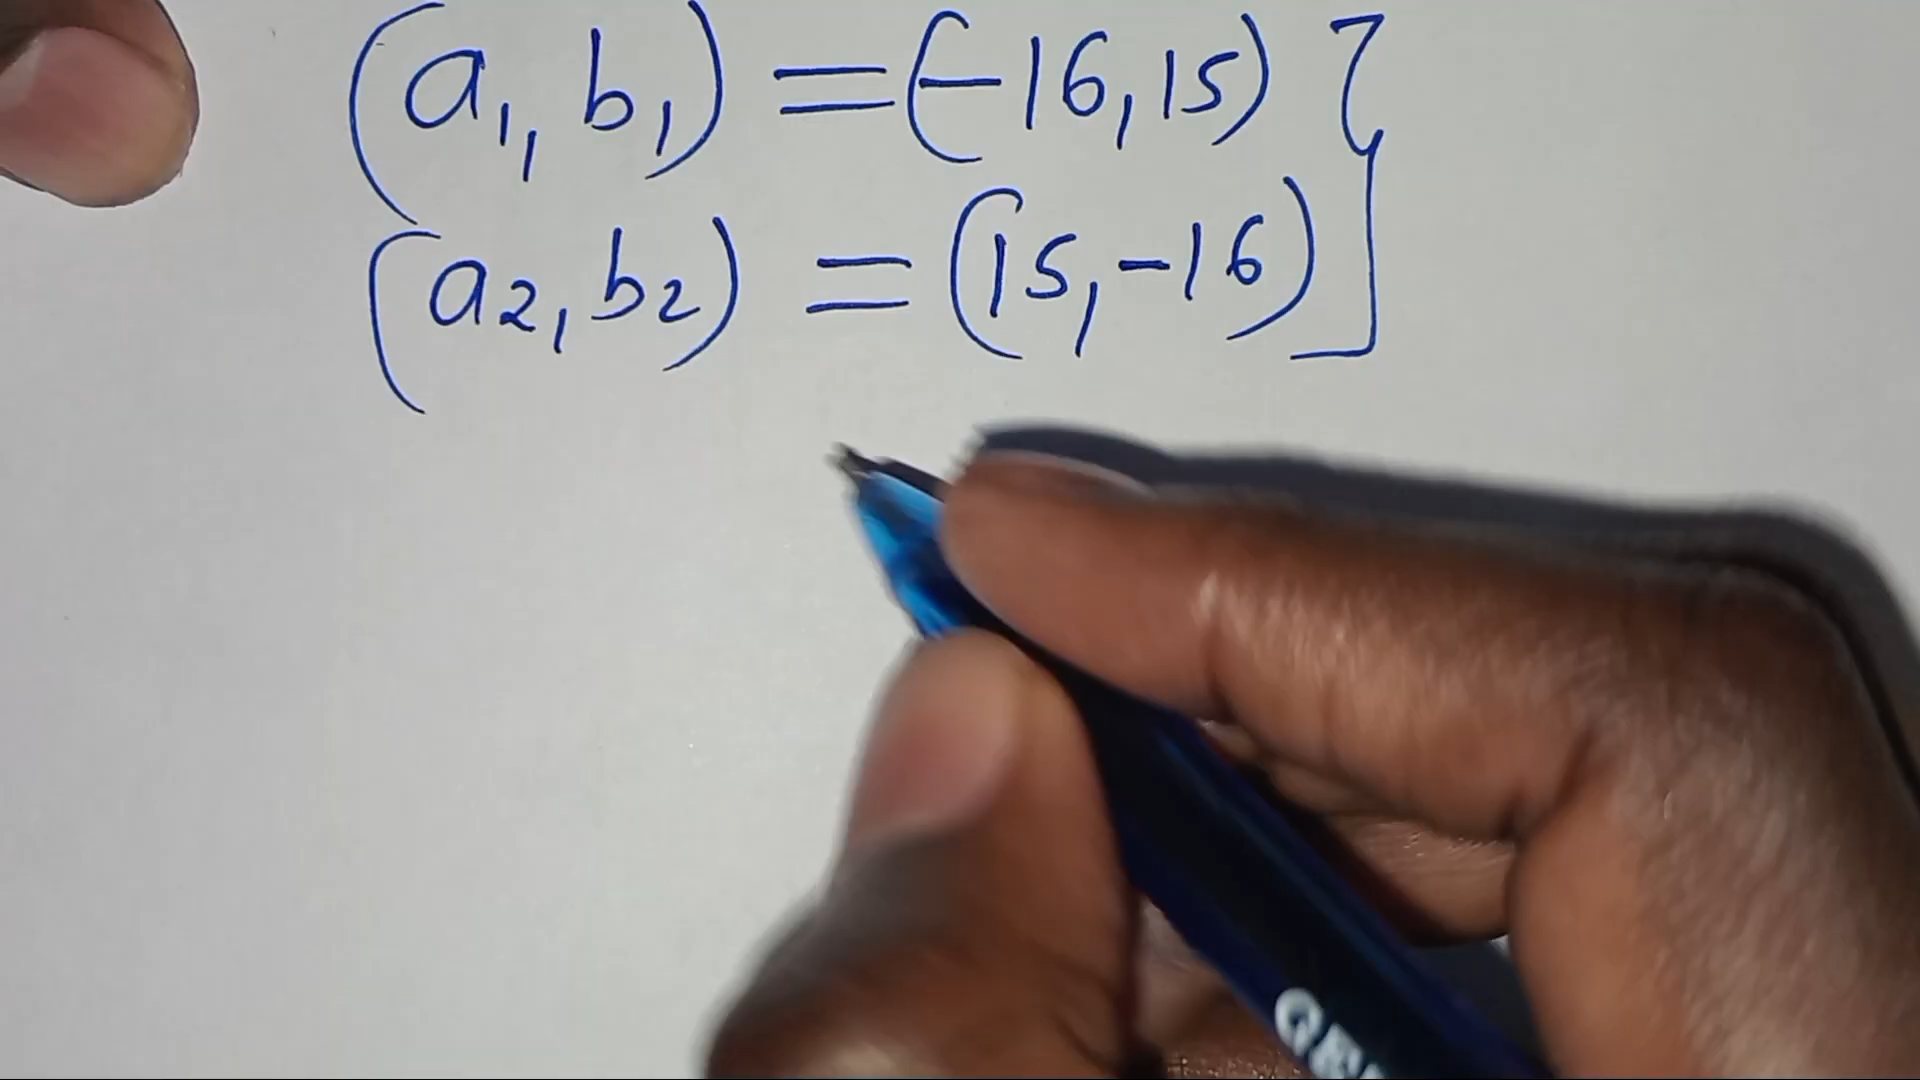 (a₁, b₁) = (-16, 15)
(a₂, b₂) = (15, -16)